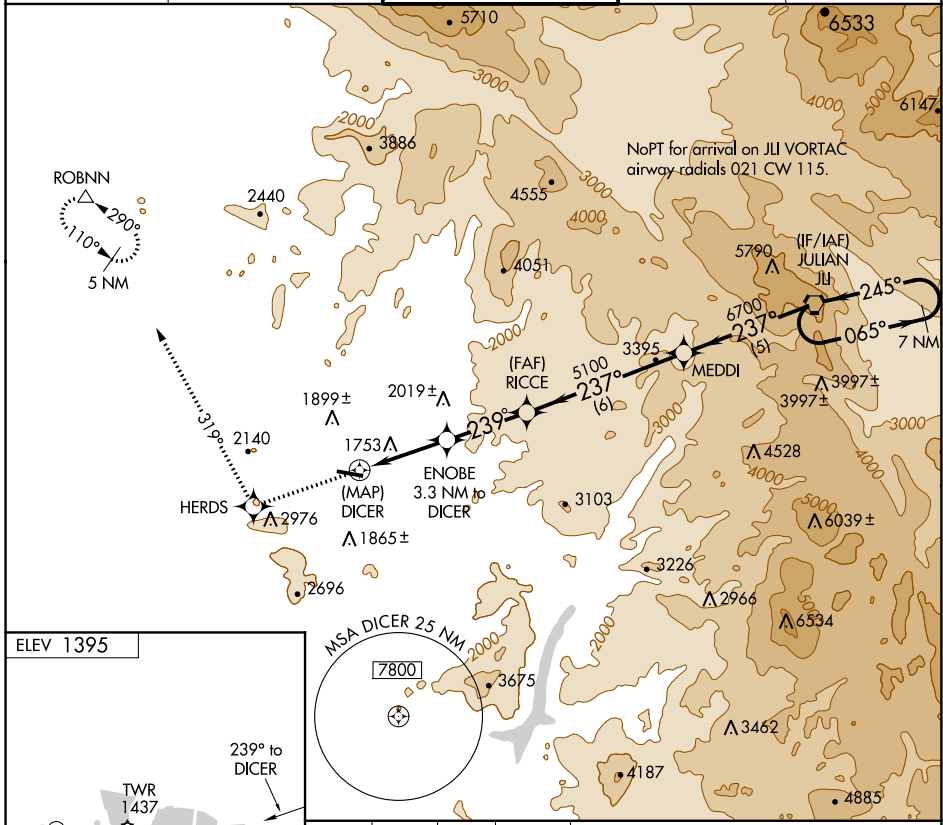 5710
6533
3000
4000
5000
6147
2000
3886
NoPT for arrival on JLI VORTAC
airway radials 021 CW 115.
ROBNN
290°
110°
5 NM
2440
4555
3000
4000
4051
5790
(IF/IAF)
JULIAN
JLI
245°
065°
7 NM
6700
237°
(5)
2000
3395
MEDDI
5100
237°
(6)
(FAF)
RICCE
3997±
3997±
3000
3000
319°
1899±
2019±
239°
2140
1753
ENOBE
3.3 NM to
DICER
4528
4000
(MAP)
DICER
HERDS
2976
1865±
3103
5000
6039±
2696
3226
2966
5000
6534
ELEV 1395
MSA DICER 25 NM
7800
2000
2000
3675
3462
239° to
DICER
TWR
1437
4187
4885